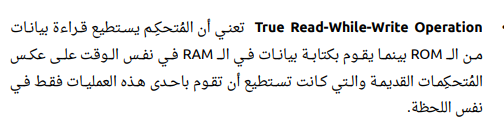 • True Read-While-Write Operation تعني أن المُتحكِم يستطيع قراءة بيانات
من الـ ROM بينما يقوم بكتابة بيانات في الـ RAM في نفس الوقت على عكس
المُتحكِمات القديمة والتي كانت تستطيع أن تقوم باحدى هذه العمليات فقط في
نفس اللحظة.